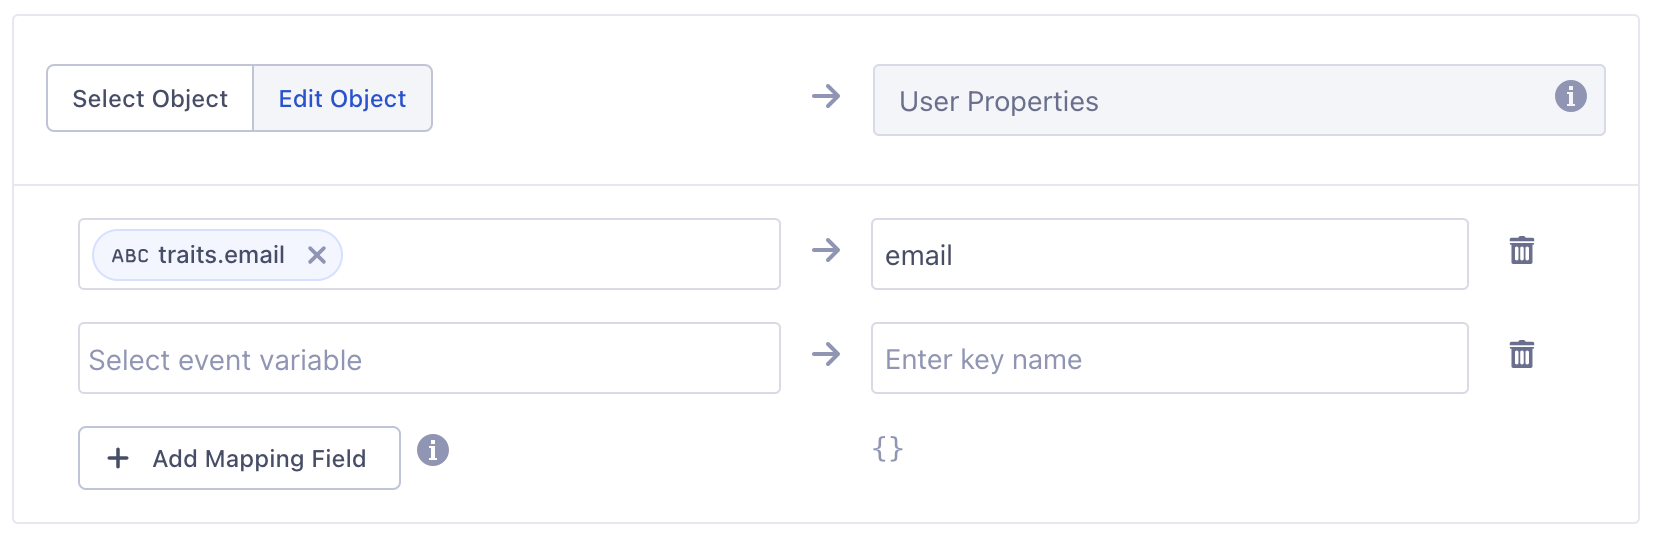 Select Object Edit Object → User Properties i
ABC traits.email × → email
Select event variable → Enter key name
+ Add Mapping Field i {}